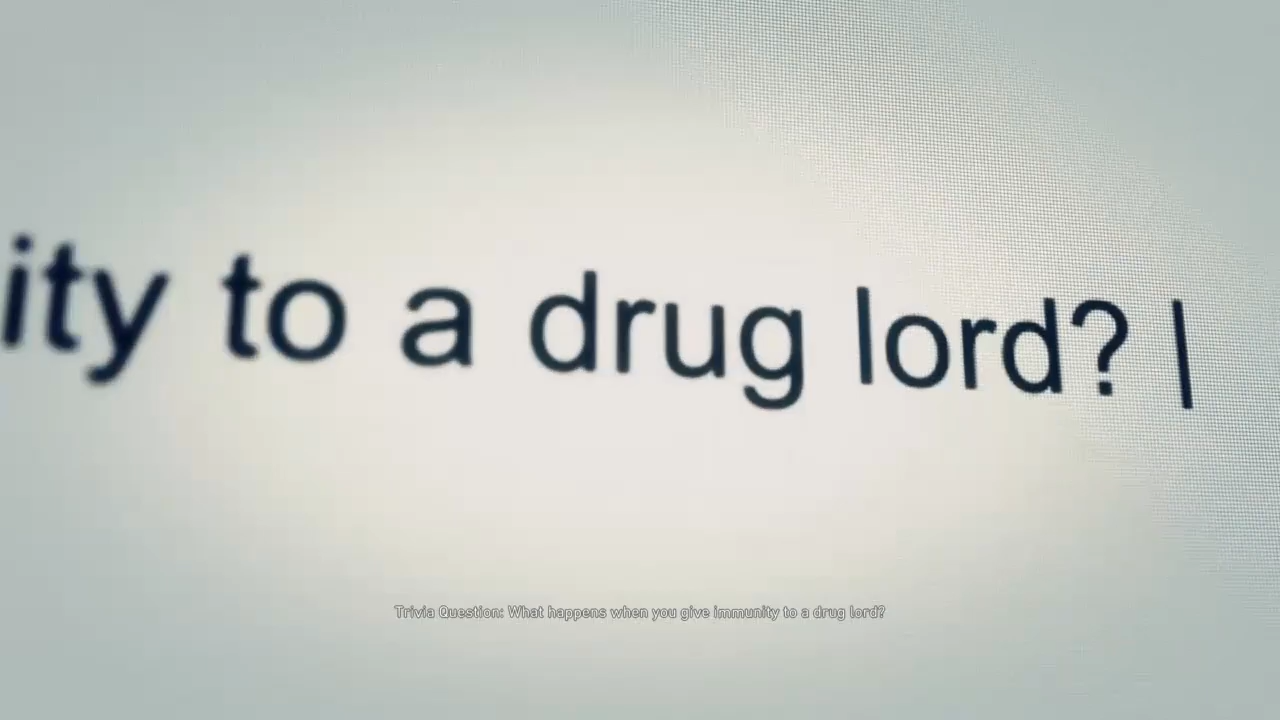 ity to a drug lord? |
Trivia Question: What happens when you give immunity to a drug lord?